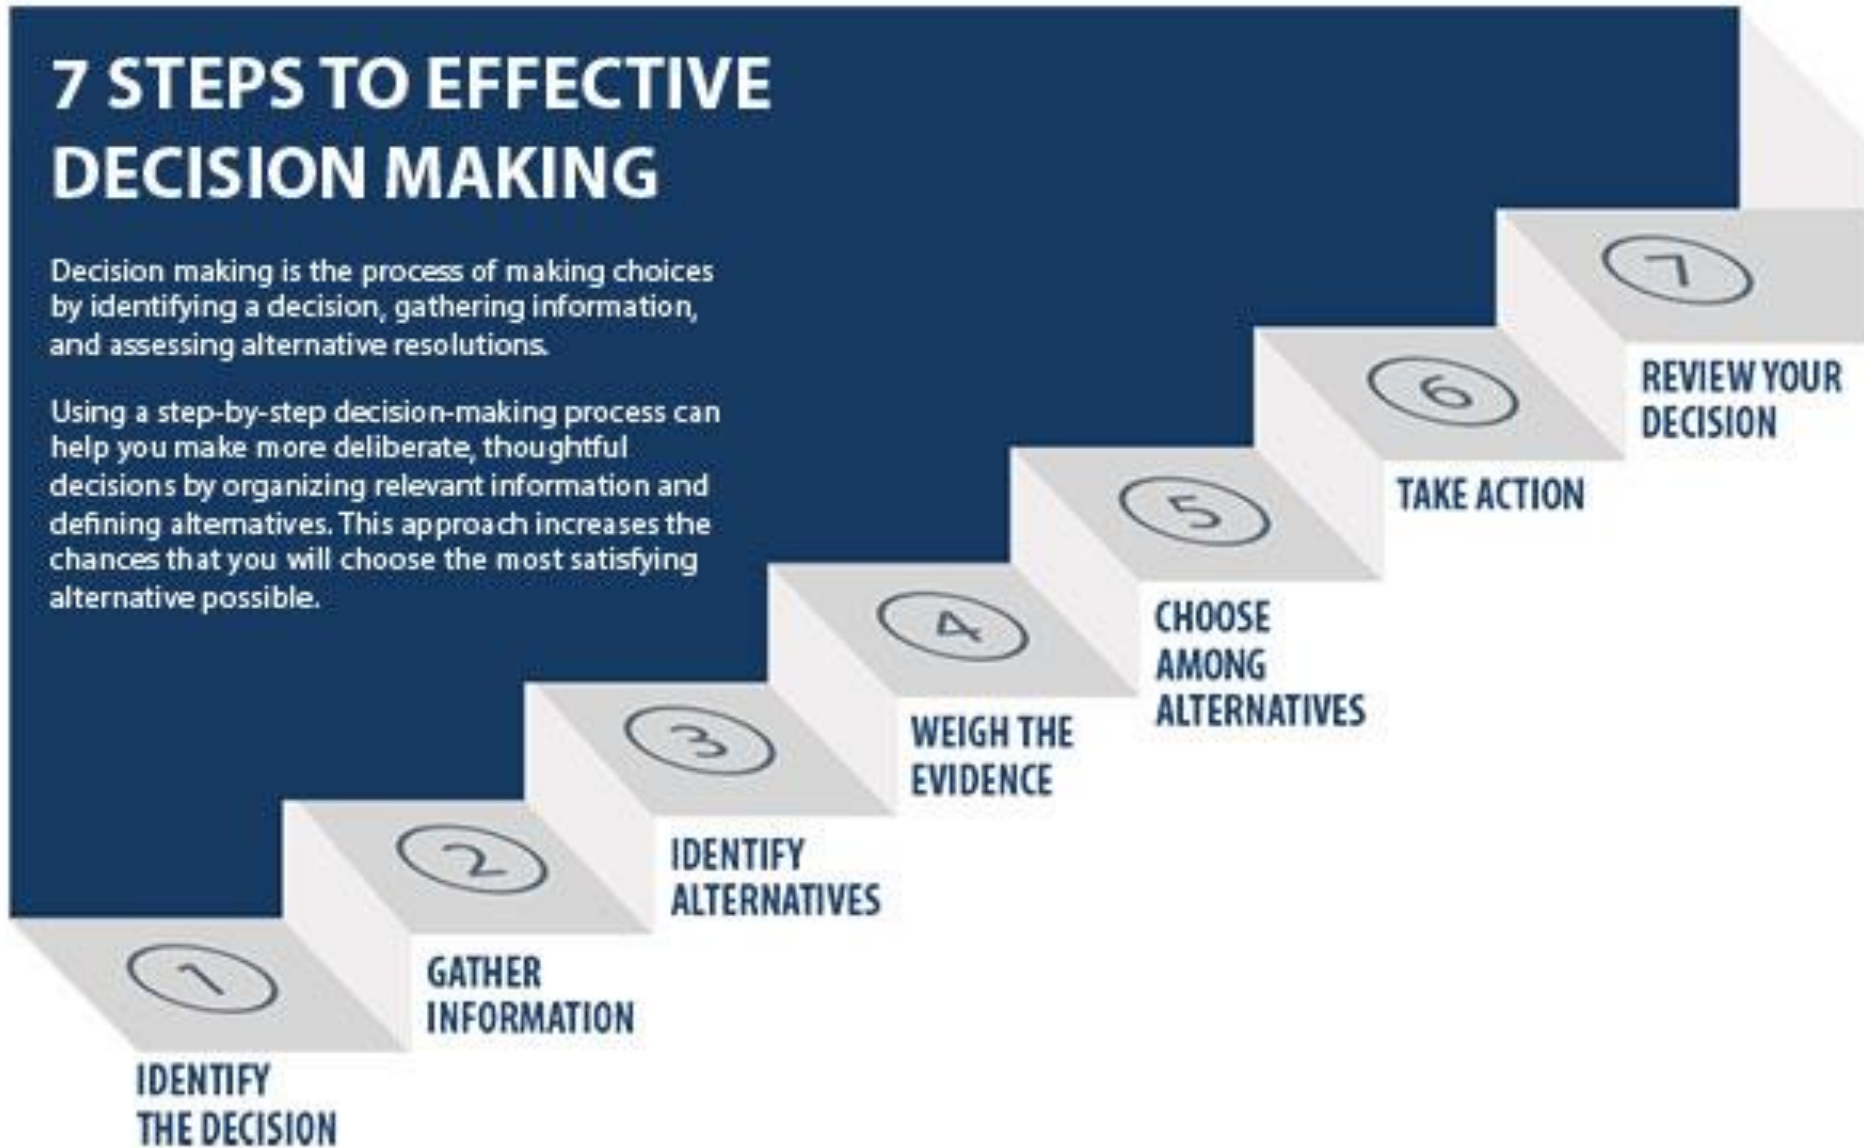 7 STEPS TO EFFECTIVE
DECISION MAKING
Decision making is the process of making choices
by identifying a decision, gathering information,
and assessing alternative resolutions.
Using a step-by-step decision-making process can
help you make more deliberate, thoughtful
decisions by organizing relevant information and
defining alternatives. This approach increases the
chances that you will choose the most satisfying
alternative possible.
1
IDENTIFY
THE DECISION
2
GATHER
INFORMATION
3
IDENTIFY
ALTERNATIVES
4
WEIGH THE
EVIDENCE
5
CHOOSE
AMONG
ALTERNATIVES
6
TAKE ACTION
7
REVIEW YOUR
DECISION